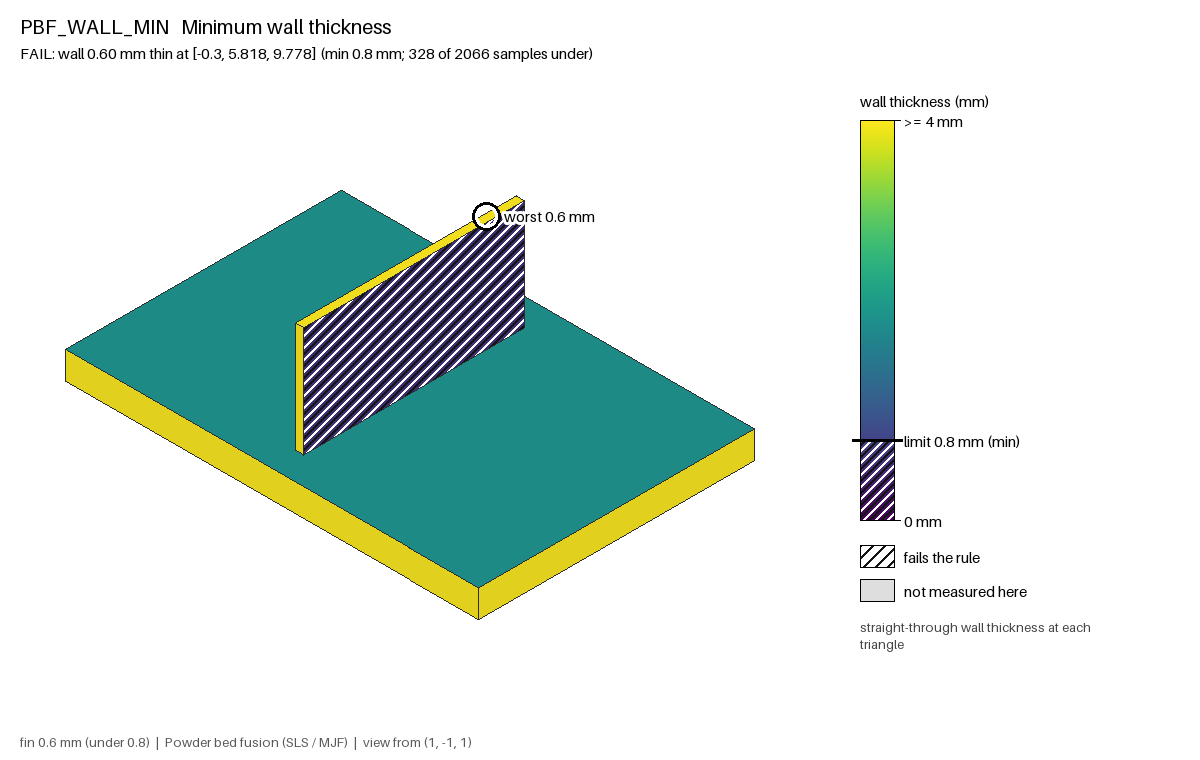 PBF_WALL_MIN Minimum wall thickness
FAIL: wall 0.60 mm thin at [-0.3, 5.818, 9.778] (min 0.8 mm; 328 of 2066 samples under)
wall thickness (mm)
>= 4 mm
worst 0.6 mm
limit 0.8 mm (min)
0 mm
fails the rule
not measured here
straight-through wall thickness at each
triangle
fin 0.6 mm (under 0.8) | Powder bed fusion (SLS / MJF) | view from (1, -1, 1)